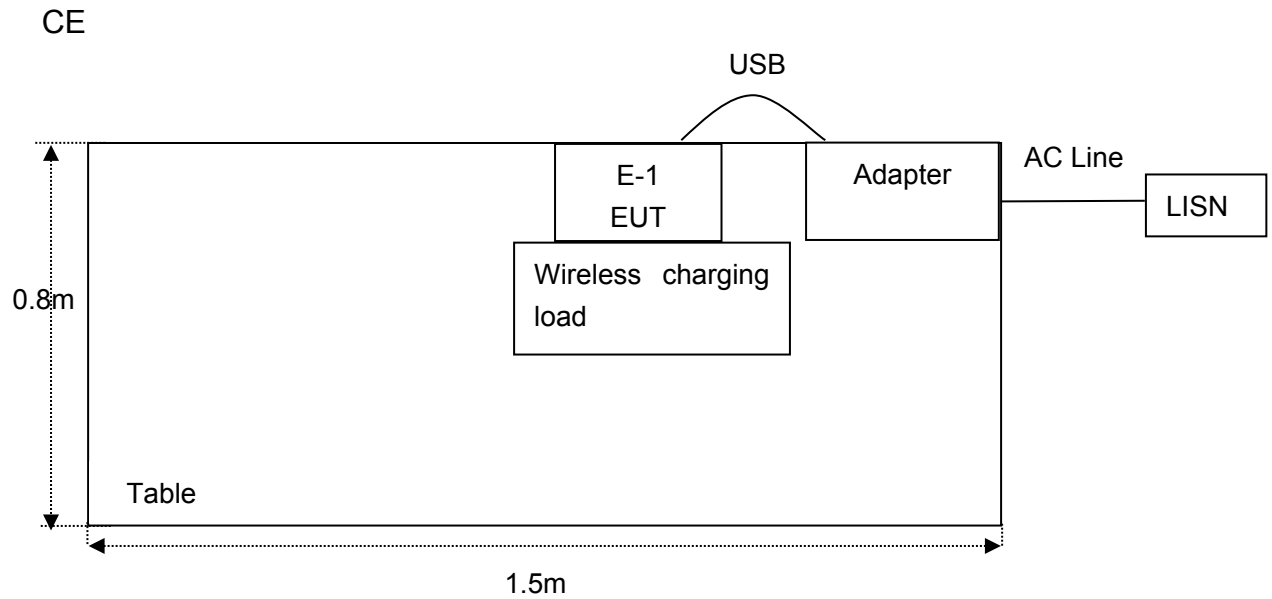 CE
USB
AC Line
E-1
EUT
Adapter
LISN
Wireless charging
load
0.8m
Table
1.5m